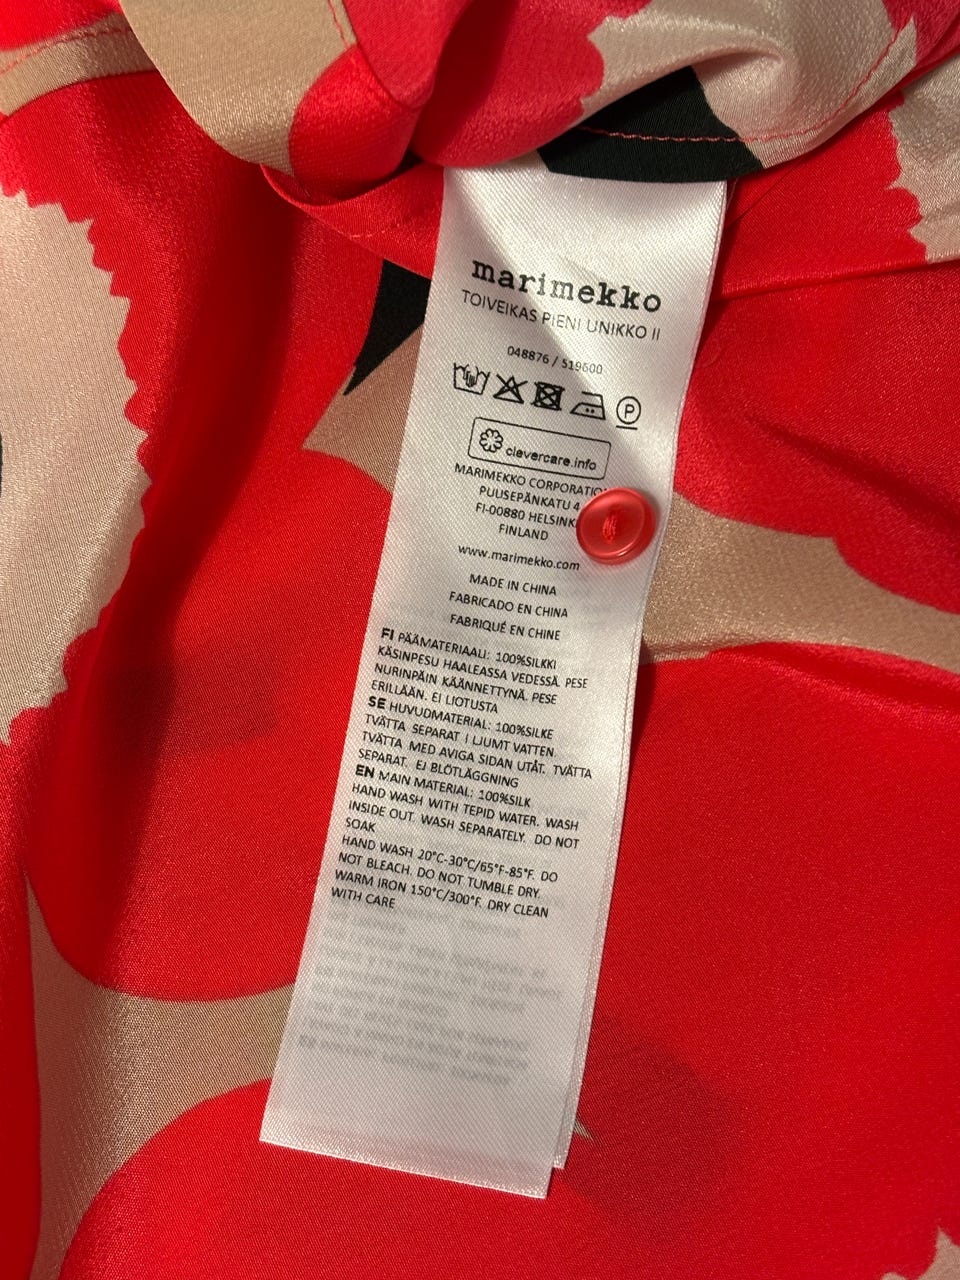 marimekko
TOIVEIKAS PIENI UNIKKO II
048876 / 519600
P
clevercare.info
MARIMEKKO CORPORATIO
PUUSEPÄNKATU 4
FI-00880 HELSINK
FINLAND
www.marimekko.com
MADE IN CHINA
FABRICADO EN CHINA
FABRIQUÉ EN CHINE
FI PÄÄMATERIAALI: 100%SILKKI
KÄSINPESU HAALEASSA VEDESSÄ. PESE
NURINPÄIN KÄÄNNETTYNÄ. PESE
ERILLÄÄN. EI LIOTUSTA
SE HUVUDMATERIAL: 100%SILKE
TVÄTTA SEPARAT I LJUMT VATTEN.
TVÄTTA MED AVIGA SIDAN UTÅT. TVÄTTA
SEPARAT. EJ BLÖTLÄGGNING
EN MAIN MATERIAL: 100%SILK
HAND WASH WITH TEPID WATER. WASH
INSIDE OUT. WASH SEPARATELY. DO NOT
SOAK
HAND WASH 20°C-30°C/65°F-85°F. DO
NOT BLEACH. DO NOT TUMBLE DRY.
WARM IRON 150°C/300°F. DRY CLEAN
WITH CARE